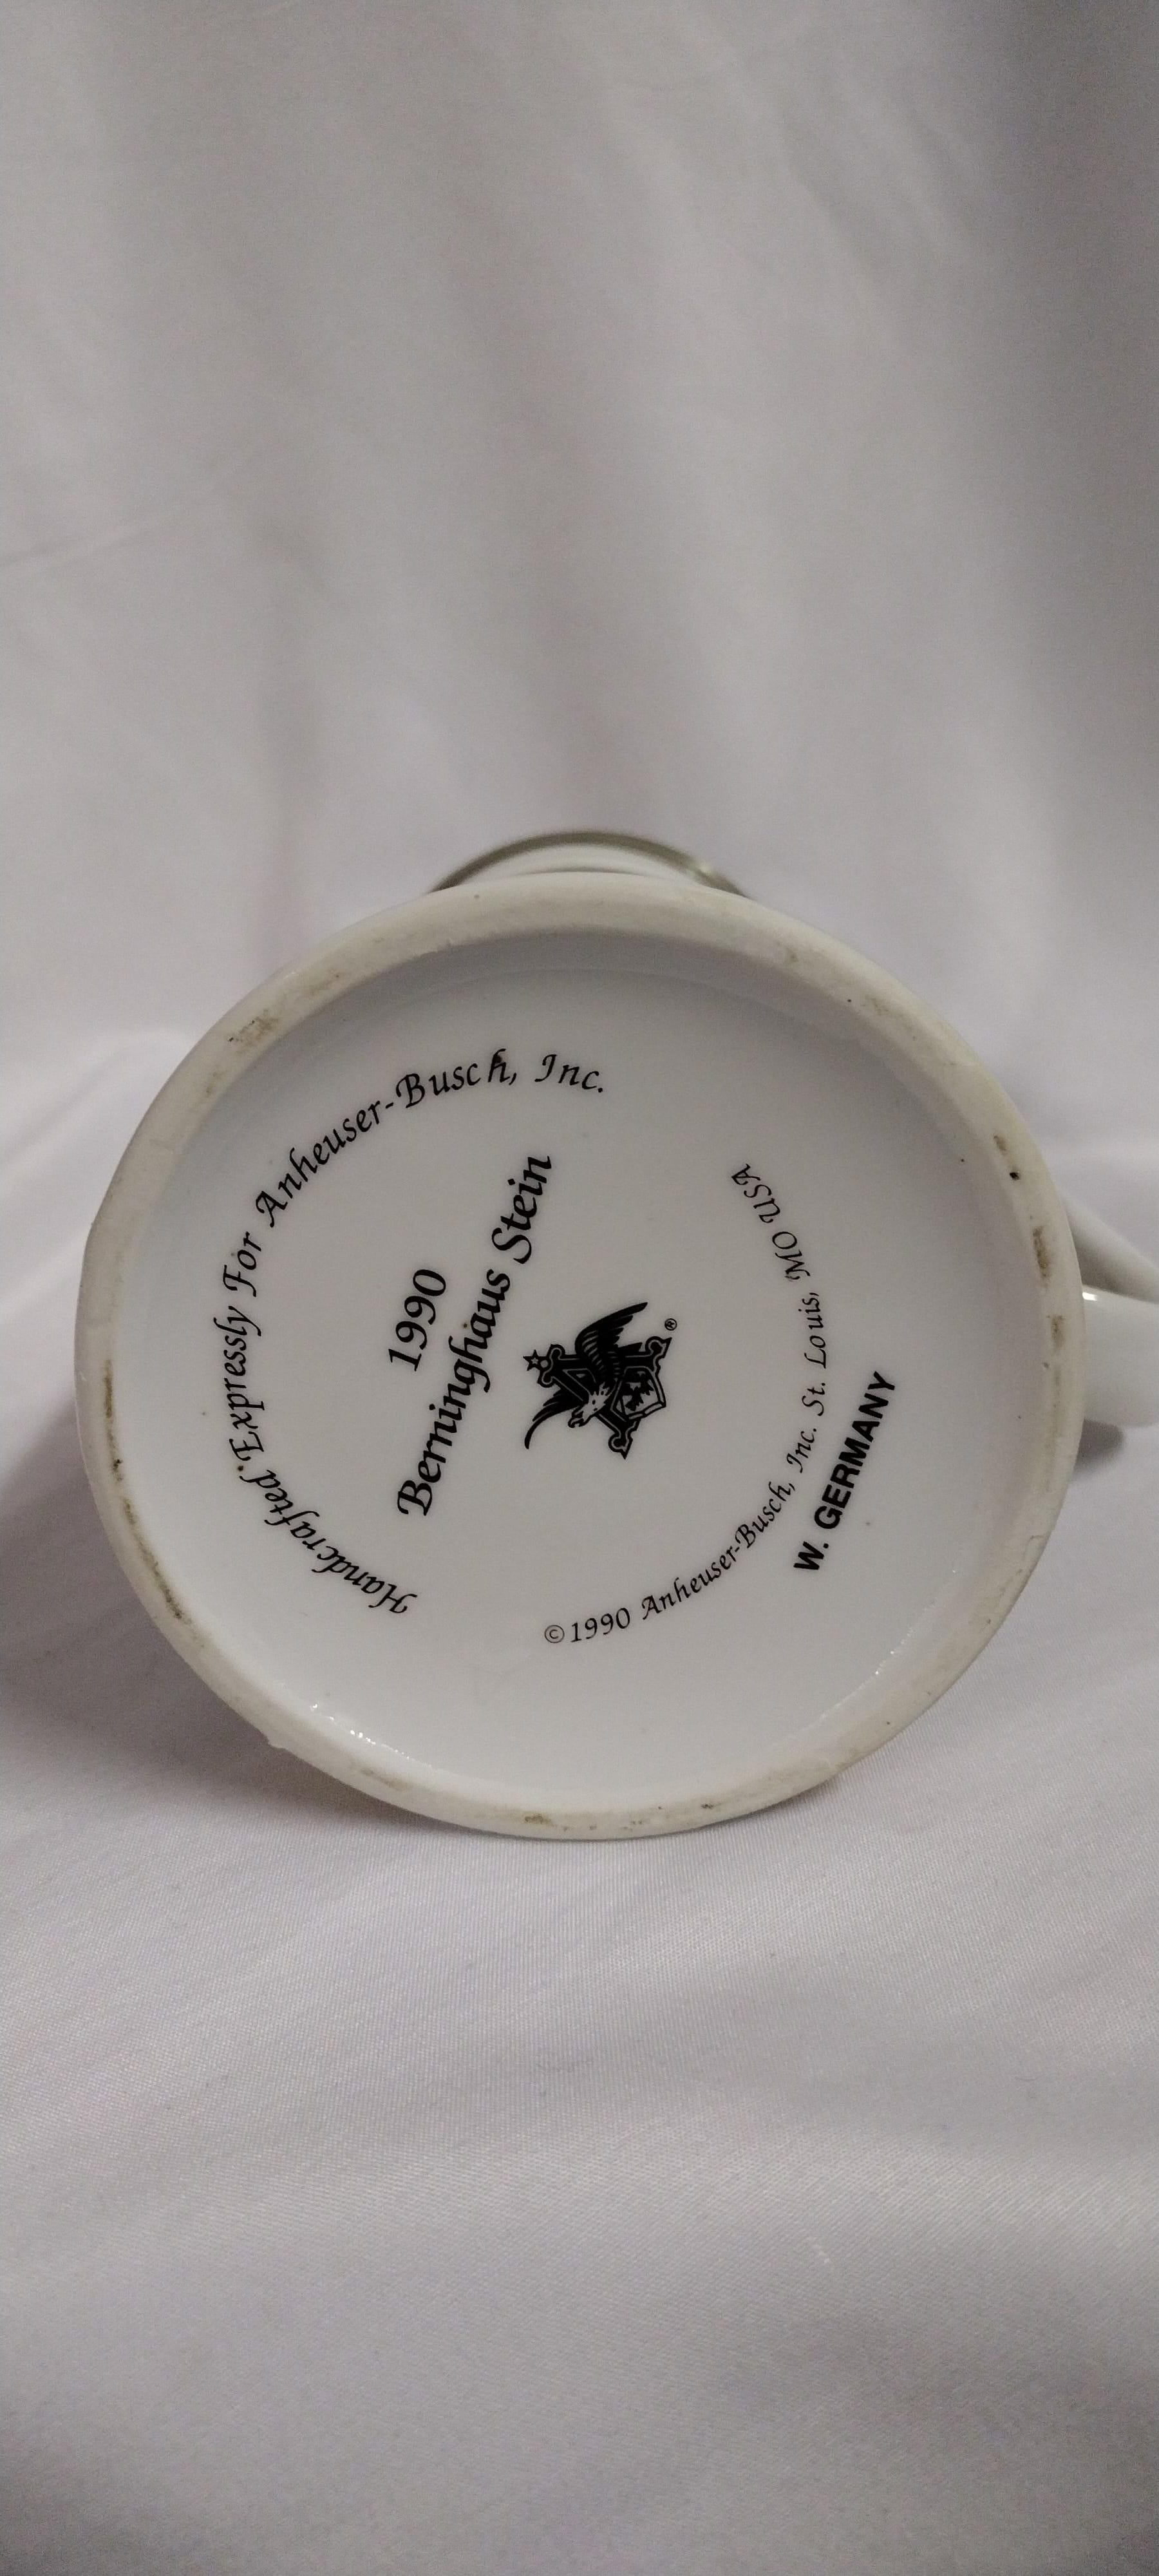 Handcrafted Expressly For Anheuser-Busch, Inc.
1990
Berninghaus Stein
®
©1990 Anheuser-Busch, Inc. St. Louis, MO USA
W. GERMANY